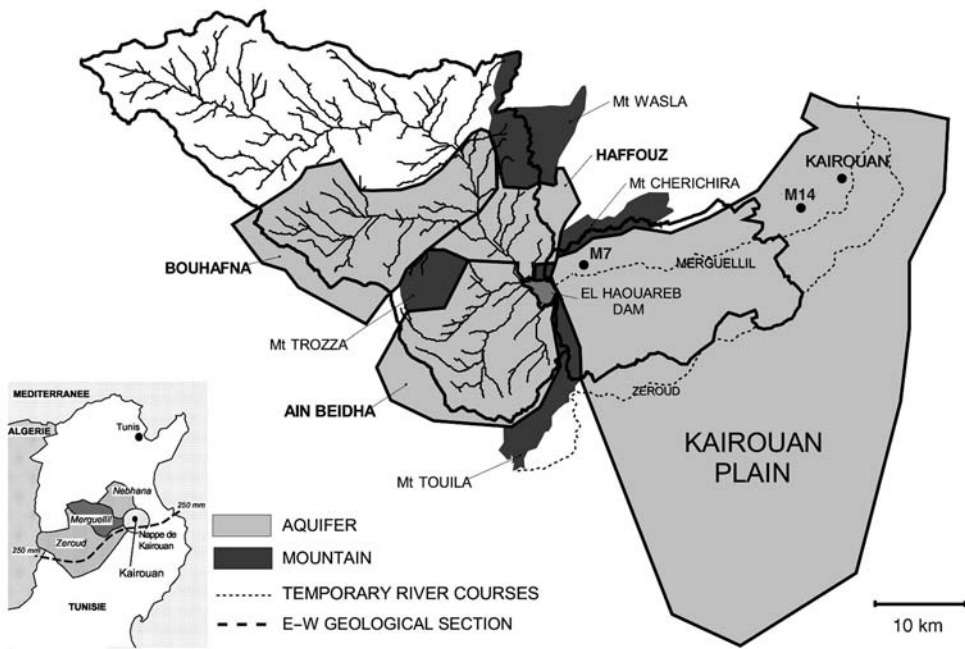 Mt WASLA
HAFFOUZ
KAIROUAN
Mt CHERICHIRA
M14
M7
MERGUELLIL
BOUHAFNA
EL HAOUAREB
DAM
Mt TROZZA
ZEROUD
AIN BEIDHA
KAIROUAN
PLAIN
Mt TOUILA
MEDITERRANEE
ALGERIE
Tunis
Nebhana
Merguellil
250 mm
Zeroud
Nappe de
Kairouan
250 mm
Kairouan
TUNISIE
AQUIFER
MOUNTAIN
TEMPORARY RIVER COURSES
E–W GEOLOGICAL SECTION
10 km